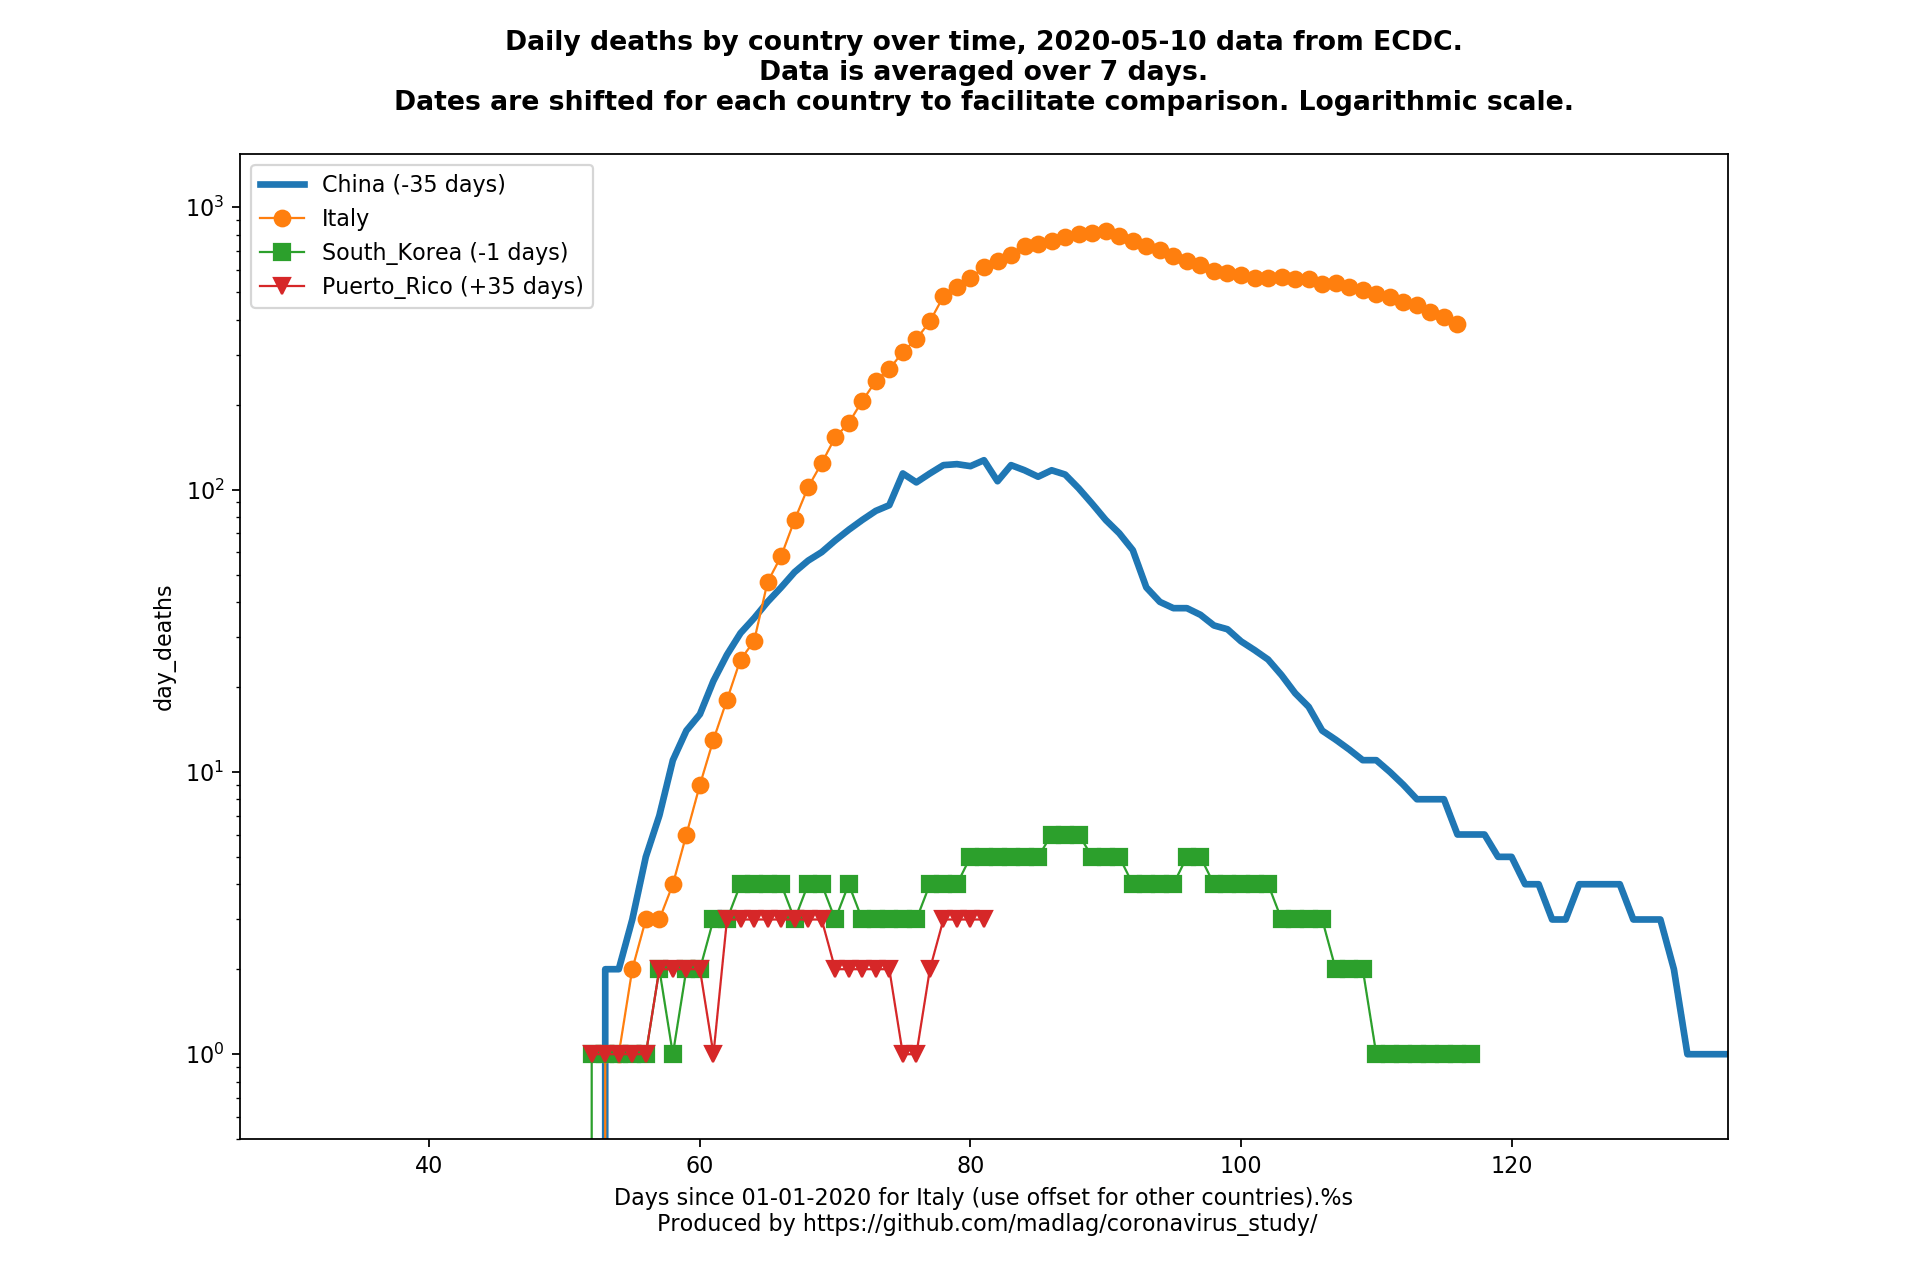 Daily deaths by country over time, 2020-05-10 data from ECDC.
Data is averaged over 7 days.
Dates are shifted for each country to facilitate comparison. Logarithmic scale.
China (-35 days)
Italy
South_Korea (-1 days)
Puerto_Rico (+35 days)
10³
10²
10¹
10⁰
day_deaths
40 60 80 100 120
Days since 01-01-2020 for Italy (use offset for other countries).%s
Produced by https://github.com/madlag/coronavirus_study/